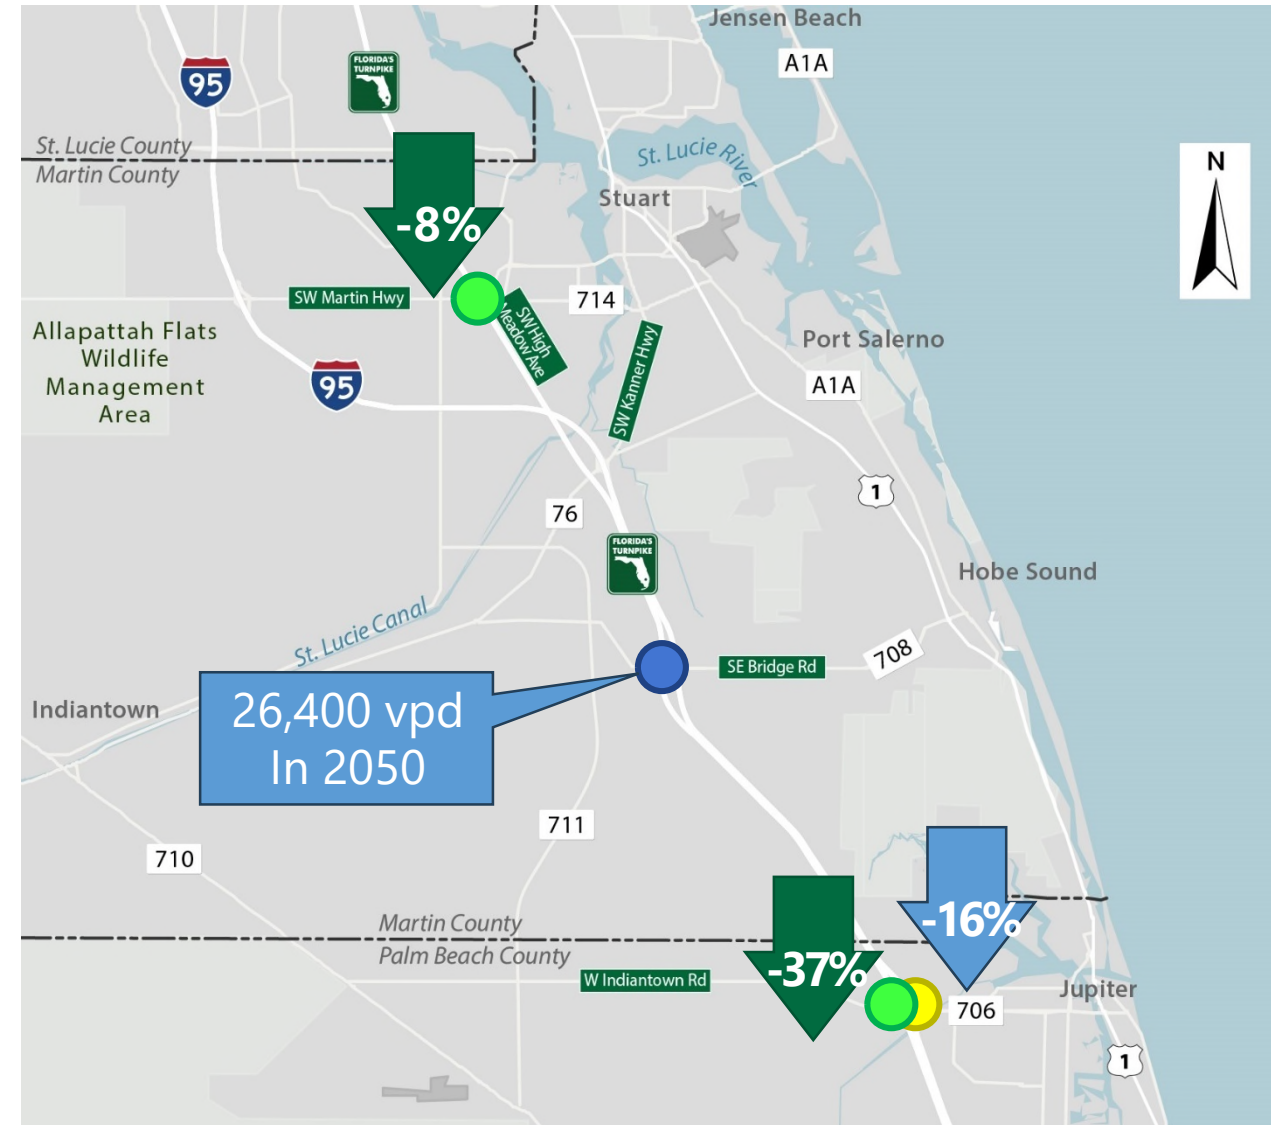 Jensen Beach
A1A
95
FLORIDA'S
TURNPIKE
St. Lucie County
Martin County
St. Lucie River
N
Stuart
-8%
SW Martin Hwy
714
SW High
Meadow Ave
SW Kanner Hwy
Allapattah Flats
Wildlife
Management
Area
Port Salerno
A1A
95
1
76
FLORIDA'S
TURNPIKE
Hobe Sound
St. Lucie Canal
708
SE Bridge Rd
Indiantown
26,400 vpd
In 2050
711
710
-16%
Martin County
Palm Beach County
-37%
W Indiantown Rd
706
Jupiter
1